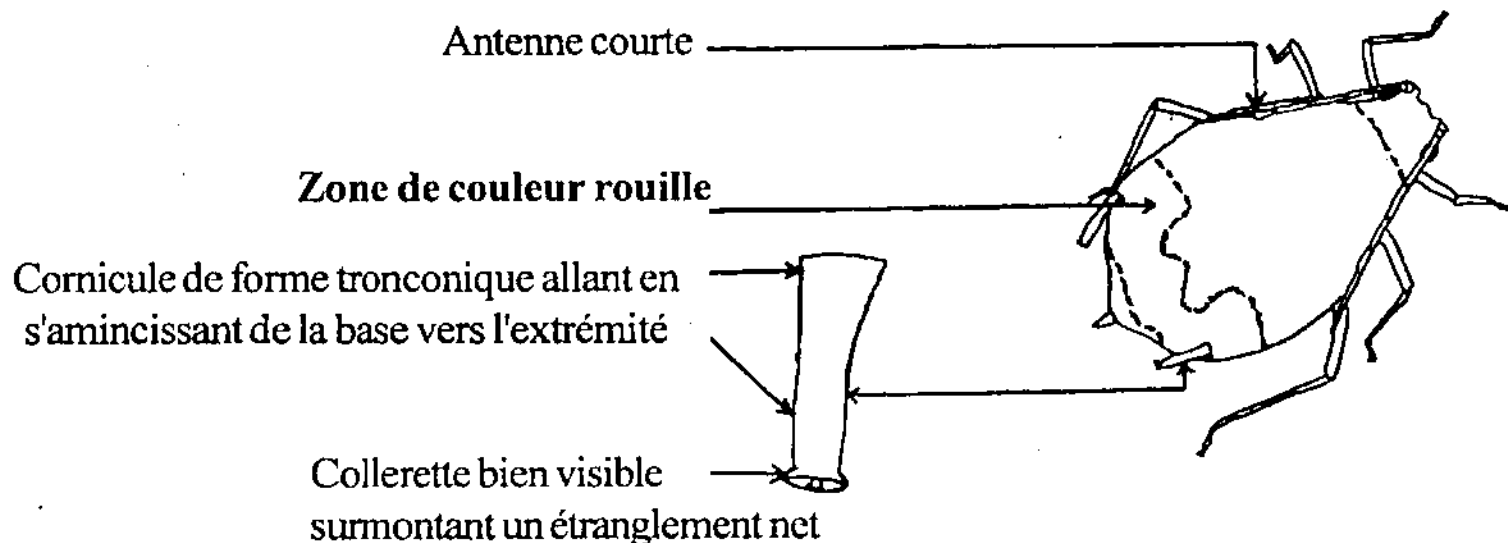 Antenne courte
Zone de couleur rouille
Cornicule de forme tronconique allant en
s'amincissant de la base vers l'extrémité
Collerette bien visible
surmontant un étranglement net